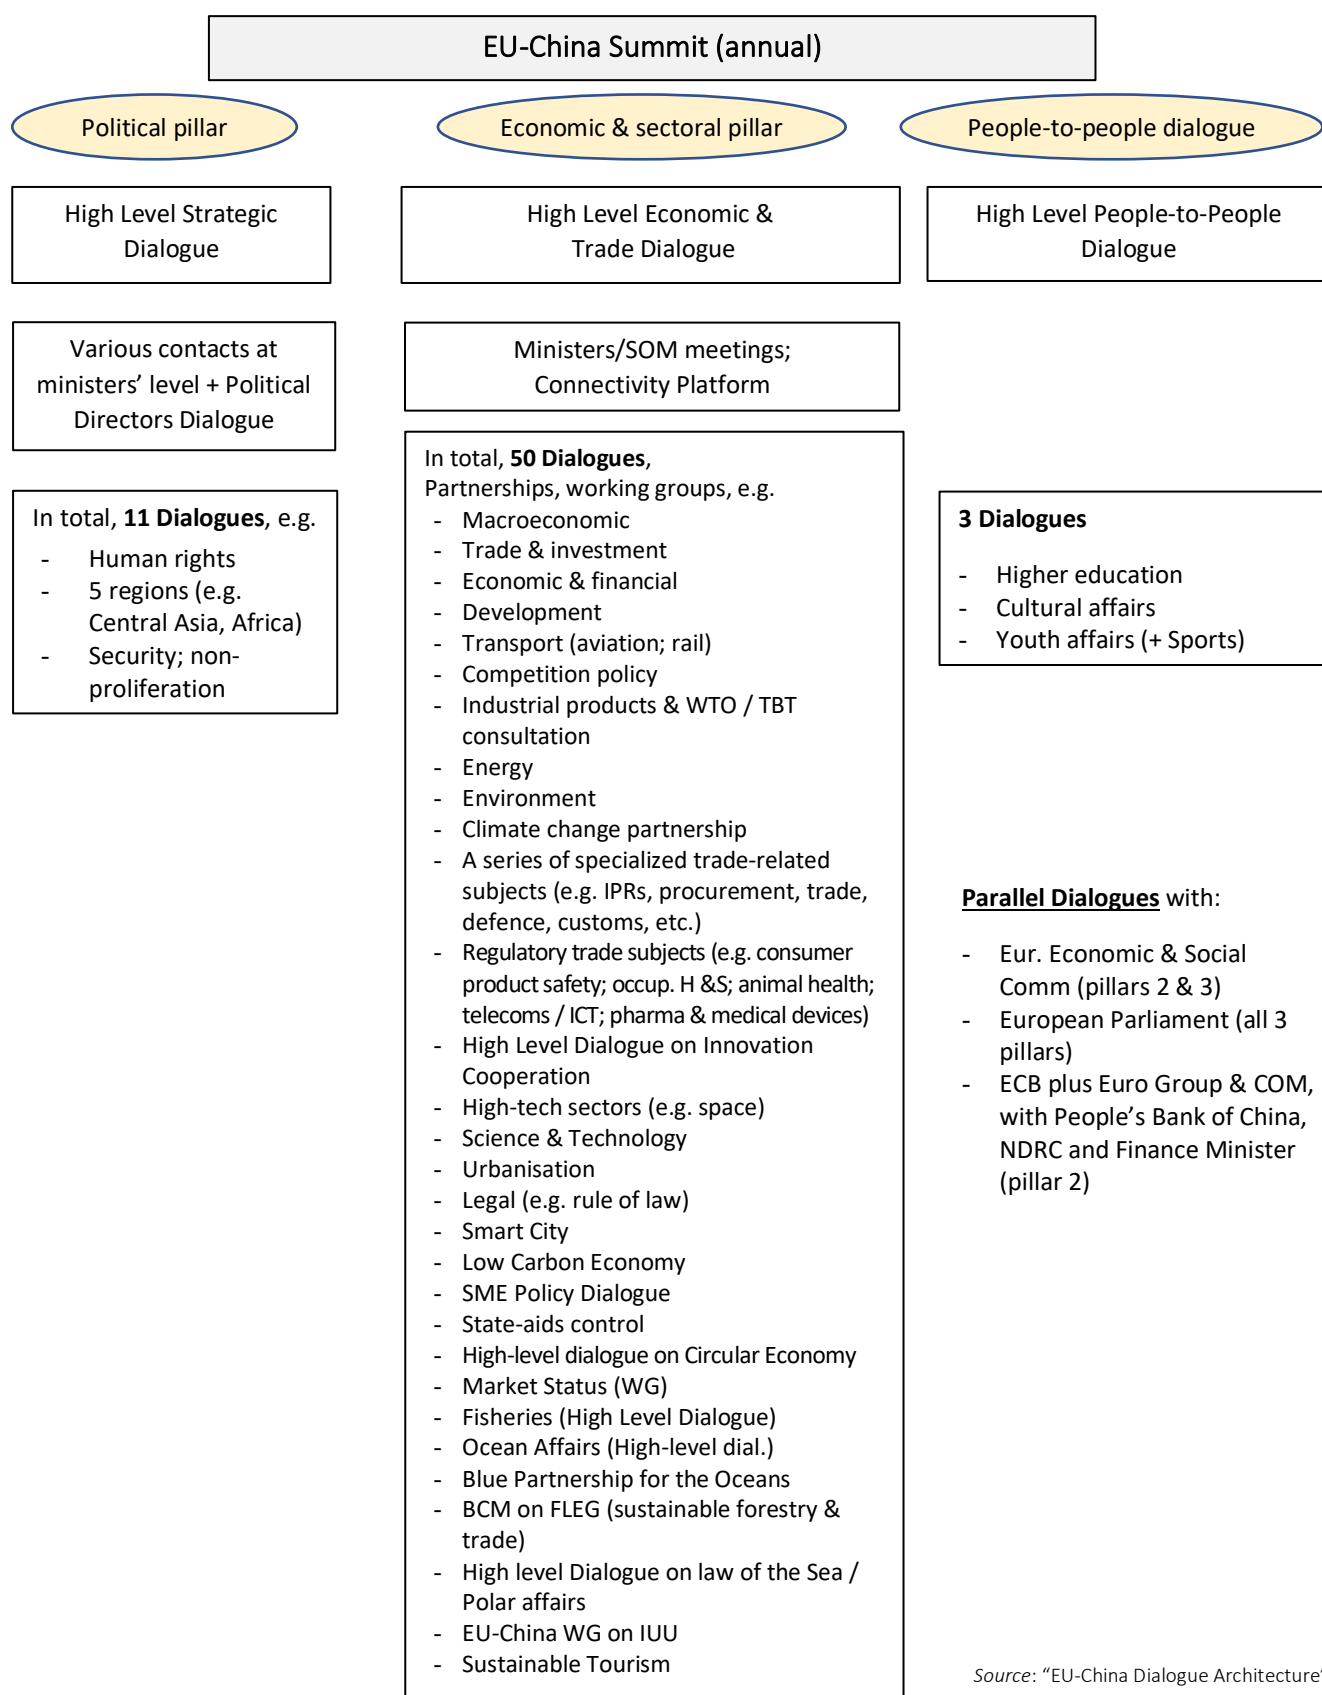 EU-China Summit (annual)
Political pillar
Economic & sectoral pillar
People-to-people dialogue
High Level Strategic
Dialogue
High Level Economic &
Trade Dialogue
High Level People-to-People
Dialogue
Various contacts at
ministers’ level + Political
Directors Dialogue
Ministers/SOM meetings;
Connectivity Platform
In total, 11 Dialogues, e.g.
- Human rights
- 5 regions (e.g.
Central Asia, Africa)
- Security; non-
proliferation
In total, 50 Dialogues,
Partnerships, working groups, e.g.
- Macroeconomic
- Trade & investment
- Economic & financial
- Development
- Transport (aviation; rail)
- Competition policy
- Industrial products & WTO / TBT
consultation
- Energy
- Environment
- Climate change partnership
- A series of specialized trade-related
subjects (e.g. IPRs, procurement, trade,
defence, customs, etc.)
- Regulatory trade subjects (e.g. consumer
product safety; occup. H &S; animal health;
telecoms / ICT; pharma & medical devices)
- High Level Dialogue on Innovation
Cooperation
- High-tech sectors (e.g. space)
- Science & Technology
- Urbanisation
- Legal (e.g. rule of law)
- Smart City
- Low Carbon Economy
- SME Policy Dialogue
- State-aids control
- High-level dialogue on Circular Economy
- Market Status (WG)
- Fisheries (High Level Dialogue)
- Ocean Affairs (High-level dial.)
- Blue Partnership for the Oceans
- BCM on FLEG (sustainable forestry &
trade)
- High level Dialogue on law of the Sea /
Polar affairs
- EU-China WG on IUU
- Sustainable Tourism
3 Dialogues
- Higher education
- Cultural affairs
- Youth affairs (+ Sports)
Parallel Dialogues with:
- Eur. Economic & Social
Comm (pillars 2 & 3)
- European Parliament (all 3
pillars)
- ECB plus Euro Group & COM,
with People’s Bank of China,
NDRC and Finance Minister
(pillar 2)
Source: “EU-China Dialogue Architecture”